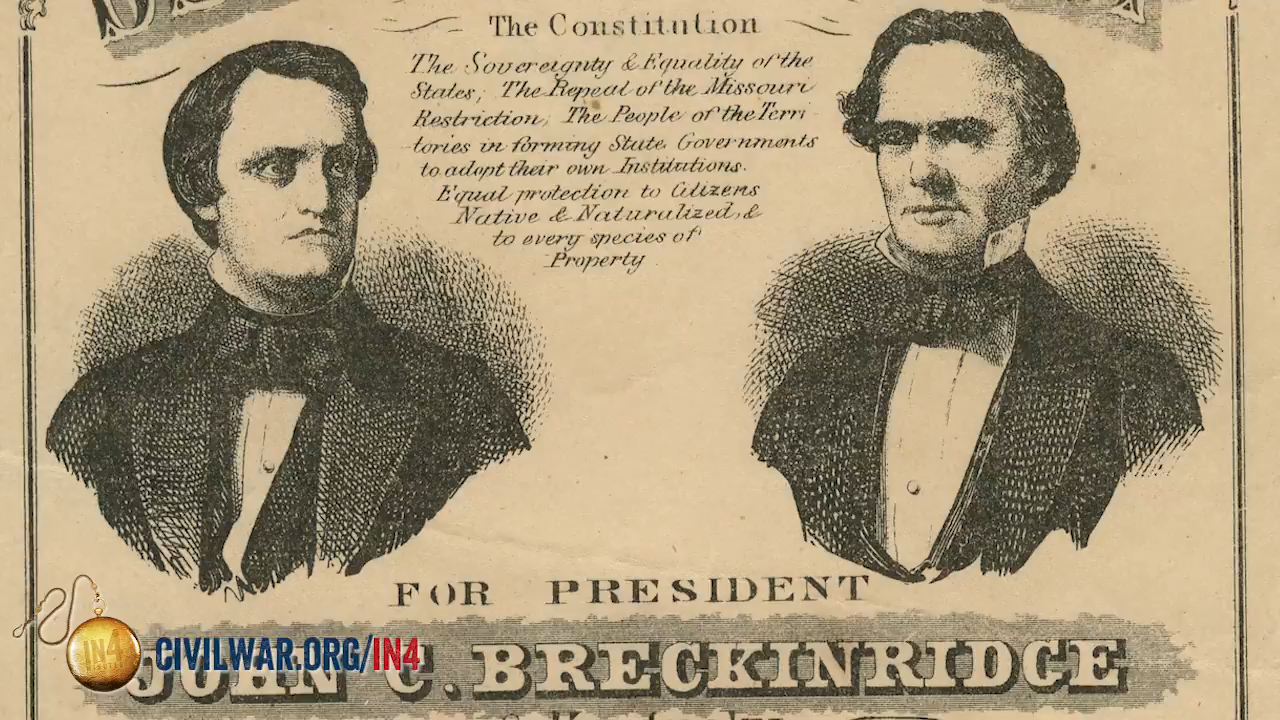 The Constitution
The Sovereignty & Equality of the
States; The Repeal of the Missouri
Restriction; The People of the Terri
-tories in forming State Governments
to adopt their own Institutions.
Equal protection to Citizens
Native & Naturalized, &
to every species of
Property
FOR PRESIDENT
JOHN C. BRECKINRIDGE
IN4
CIVILWAR.ORG/IN4